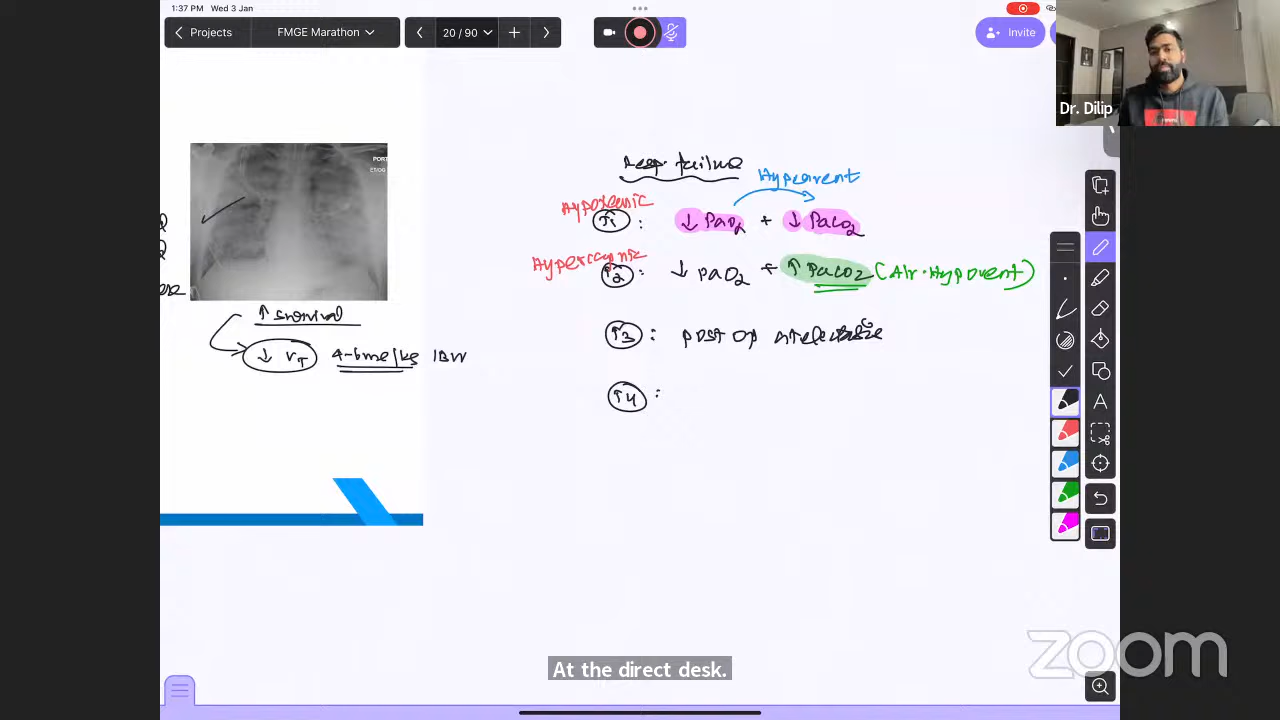 1:37 PM Wed 3 Jan
Projects
FMGE Marathon
20 / 90
Invite
Dr. Dilip
PORT
Resp. failure
Hypervent
Hypoxemic
T1 : ↓ PaO2 + ↓ PaCO2
Hypercapnic
T2 : ↓ PaO2 + ↑ PaCO2 (Alv. Hypovent)
T3 : post op atelectasis
T4 :
↑ survival
↓ VT 4-6ml/kg IBW
A
At the direct desk.
zoom